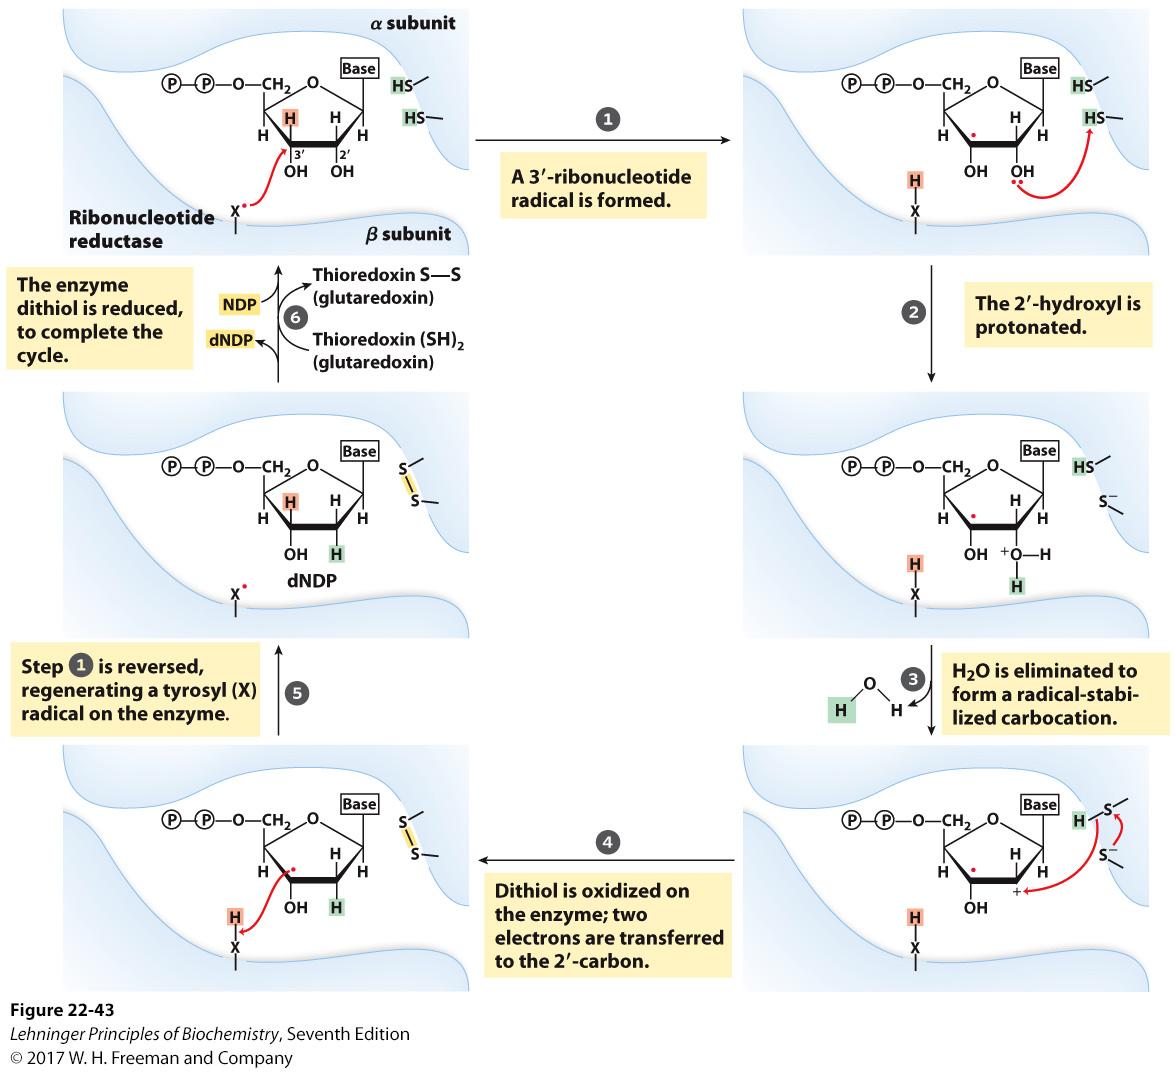 α subunit
Base
P P O CH₂ O
HS
HS
H H H H
3′ 2′
OH OH
X•
Ribonucleotide
reductase
β subunit
1
A 3′-ribonucleotide
radical is formed.
Base
P P O CH₂ O
HS
HS
H H H
OH OH
H
X
2
The 2′-hydroxyl is
protonated.
Base
P P O CH₂ O
HS
S⁻
H H H
OH ⁺O H
H
H
X
3
O
H H
H₂O is eliminated to
form a radical-stabi-
lized carbocation.
Base
P P O CH₂ O
H S
S⁻
H H H
+
OH
H
X
4
Dithiol is oxidized on
the enzyme; two
electrons are transferred
to the 2′-carbon.
Base
P P O CH₂ O
S
S
H H H
OH H
H
X
5
Step 1 is reversed,
regenerating a tyrosyl (X)
radical on the enzyme.
Base
P P O CH₂ O
S
S
H H H H
OH H
dNDP
X•
6
The enzyme
dithiol is reduced,
to complete the
cycle.
NDP
dNDP
Thioredoxin S—S
(glutaredoxin)
Thioredoxin (SH)₂
(glutaredoxin)
Figure 22-43
Lehninger Principles of Biochemistry, Seventh Edition
© 2017 W. H. Freeman and Company